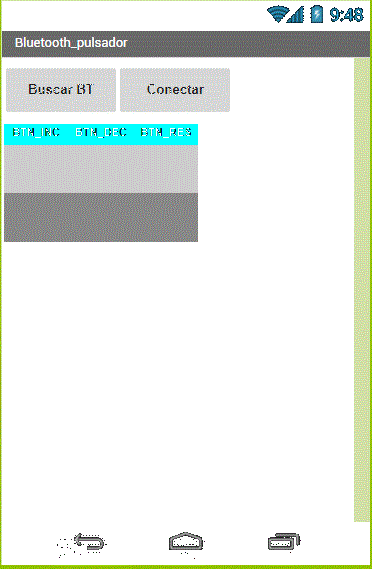 9:48
Bluetooth_pulsador
Buscar BT Conectar
BTN_INC BTN_DEC BTN_RES